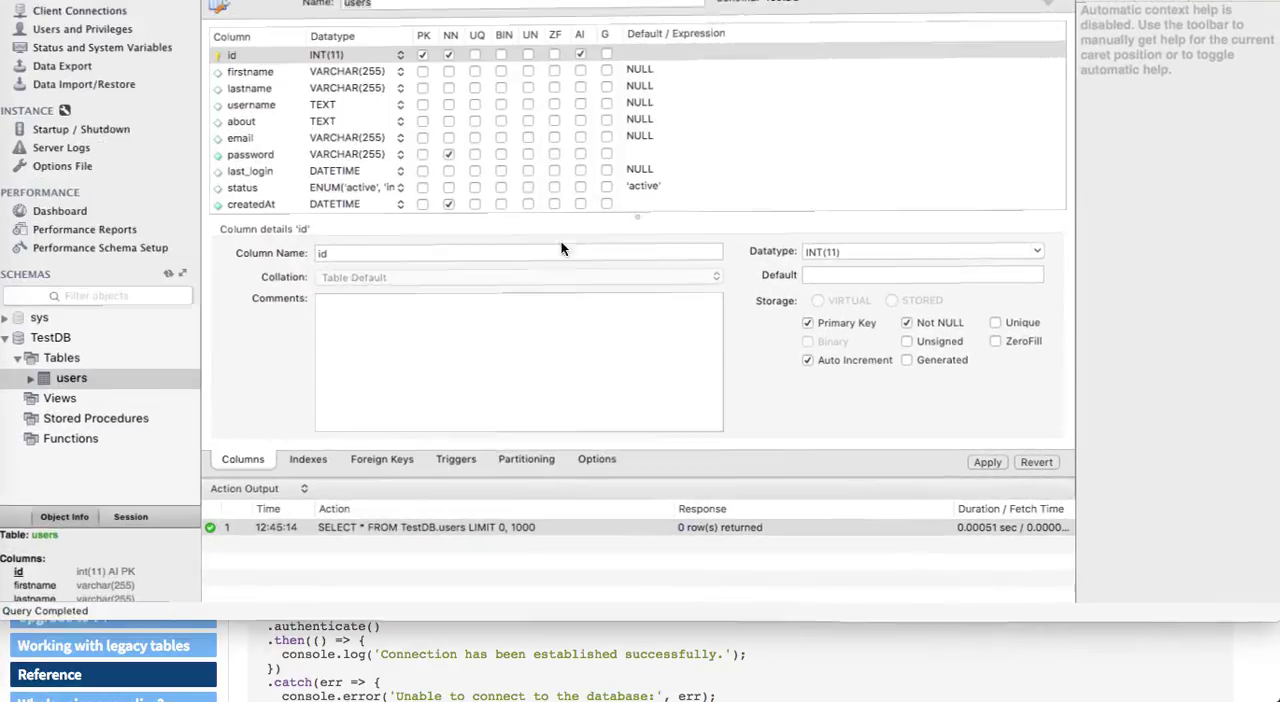 Client Connections
Users and Privileges
Status and System Variables
Data Export
Data Import/Restore
INSTANCE
Startup / Shutdown
Server Logs
Options File
PERFORMANCE
Dashboard
Performance Reports
Performance Schema Setup
SCHEMAS
Filter objects
sys
TestDB
Tables
users
Views
Stored Procedures
Functions
Object Info Session
Table: users
Columns:
id int(11) AI PK
firstname varchar(255)
lastname varchar(255)
Query Completed
Name: users
Column Datatype PK NN UQ BIN UN ZF AI G Default / Expression
id INT(11)
firstname VARCHAR(255) NULL
lastname VARCHAR(255) NULL
username TEXT NULL
about TEXT NULL
email VARCHAR(255) NULL
password VARCHAR(255)
last_login DATETIME NULL
status ENUM('active', 'in 'active'
createdAt DATETIME
Column details 'id'
Column Name: id
Collation: Table Default
Comments:
Datatype: INT(11)
Default
Storage: VIRTUAL STORED
Primary Key Not NULL Unique
Binary Unsigned ZeroFill
Auto Increment Generated
Columns Indexes Foreign Keys Triggers Partitioning Options Apply Revert
Action Output
Time Action Response Duration / Fetch Time
1 12:45:14 SELECT * FROM TestDB.users LIMIT 0, 1000 0 row(s) returned 0.00051 sec / 0.0000...
Automatic context help is
disabled. Use the toolbar to
manually get help for the current
caret position or to toggle
automatic help.
Working with legacy tables
Reference
.authenticate()
.then(() => {
console.log('Connection has been established successfully.');
})
.catch(err => {
console.error('Unable to connect to the database:', err);